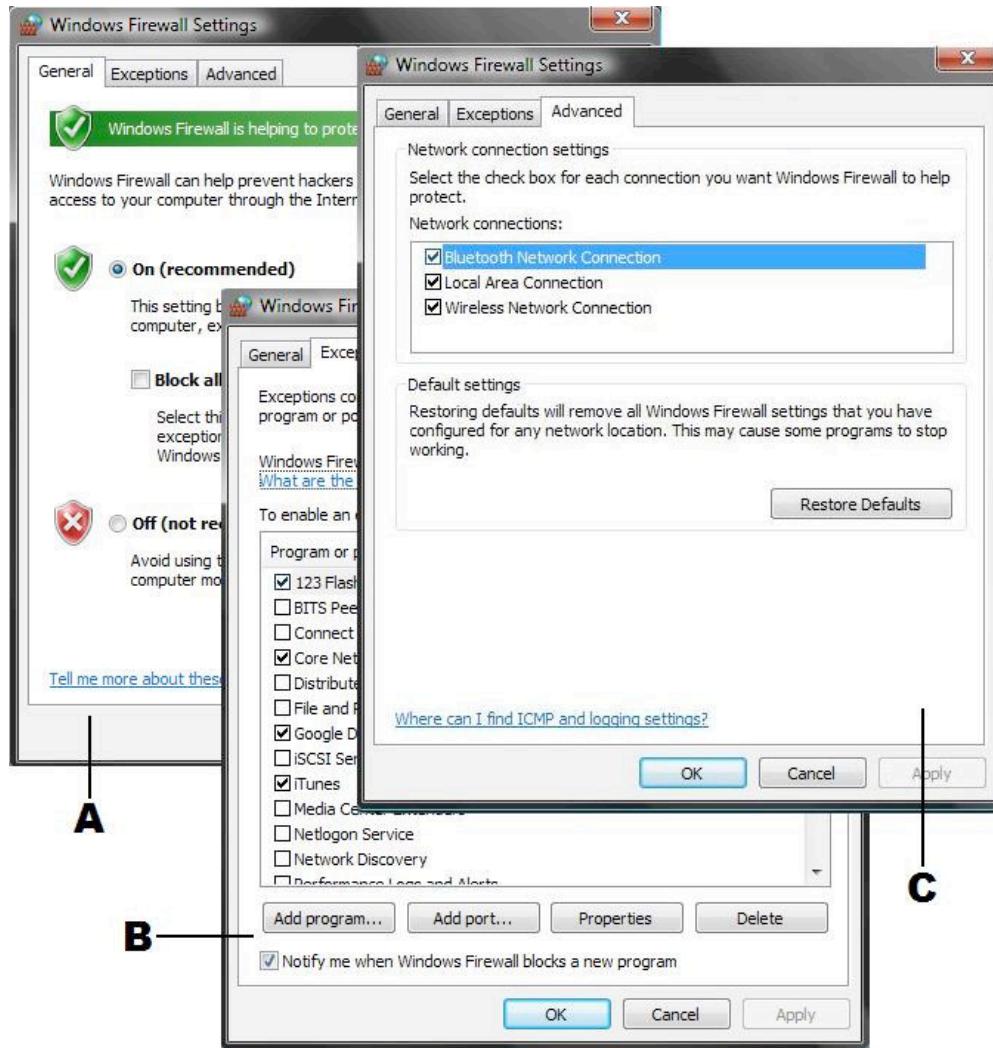 Windows Firewall Settings
General Exceptions Advanced
Windows Firewall is helping to prote
Windows Firewall can help prevent hackers
access to your computer through the Inter
On (recommended)
This setting b
computer, ex
Block all
Select thi
exception
Windows
Off (not rec
Avoid using t
computer mo
Tell me more about thes
A
Windows Fir
General Excep
Exceptions co
program or po
Windows Firew
What are the
To enable an
Program or p
123 Flash
BITS Pee
Connect
Core Net
Distribute
File and P
Google D
iSCSI Ser
iTunes
Media Center Extenders
Netlogon Service
Network Discovery
Performance Logs and Alerts
Add program... Add port... Properties Delete
Notify me when Windows Firewall blocks a new program
OK Cancel Apply
B
Windows Firewall Settings
General Exceptions Advanced
Network connection settings
Select the check box for each connection you want Windows Firewall to help
protect.
Network connections:
Bluetooth Network Connection
Local Area Connection
Wireless Network Connection
Default settings
Restoring defaults will remove all Windows Firewall settings that you have
configured for any network location. This may cause some programs to stop
working.
Restore Defaults
Where can I find ICMP and logging settings?
OK Cancel Apply
C